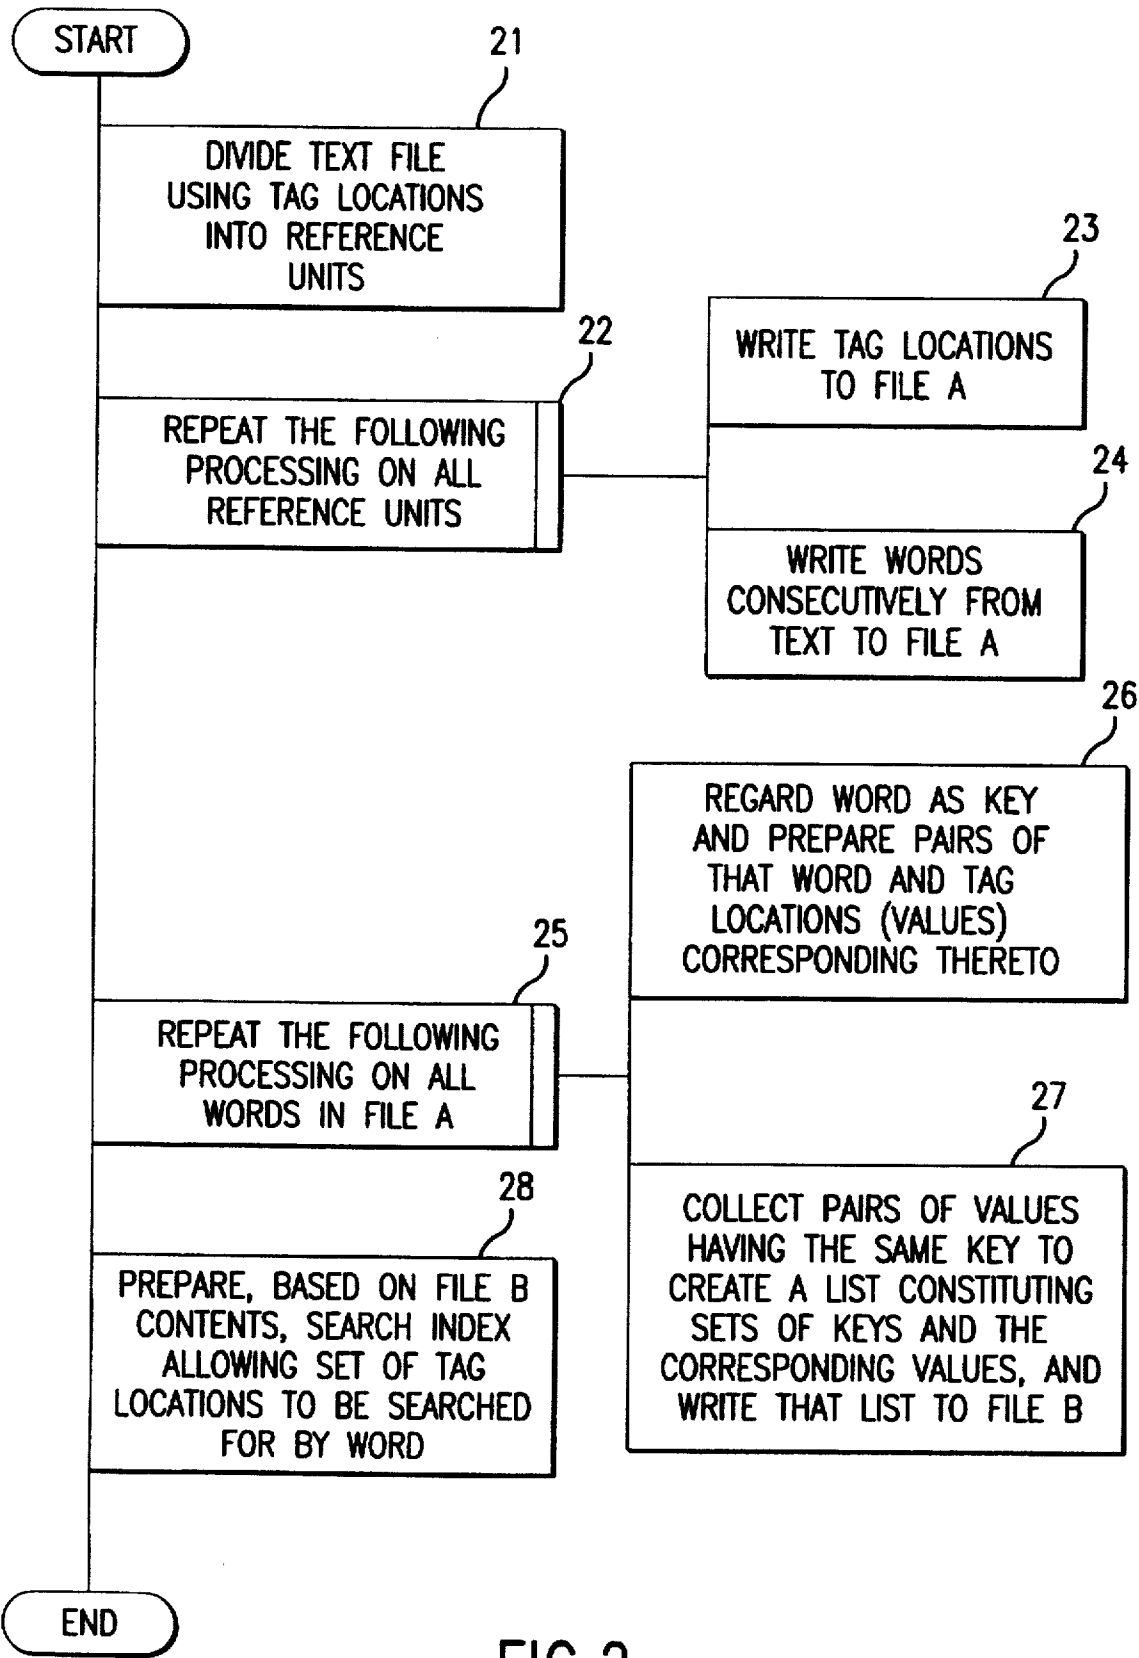 START
21
DIVIDE TEXT FILE
USING TAG LOCATIONS
INTO REFERENCE
UNITS
22
REPEAT THE FOLLOWING
PROCESSING ON ALL
REFERENCE UNITS
23
WRITE TAG LOCATIONS
TO FILE A
24
WRITE WORDS
CONSECUTIVELY FROM
TEXT TO FILE A
25
REPEAT THE FOLLOWING
PROCESSING ON ALL
WORDS IN FILE A
26
REGARD WORD AS KEY
AND PREPARE PAIRS OF
THAT WORD AND TAG
LOCATIONS (VALUES)
CORRESPONDING THERETO
27
COLLECT PAIRS OF VALUES
HAVING THE SAME KEY TO
CREATE A LIST CONSTITUTING
SETS OF KEYS AND THE
CORRESPONDING VALUES, AND
WRITE THAT LIST TO FILE B
28
PREPARE, BASED ON FILE B
CONTENTS, SEARCH INDEX
ALLOWING SET OF TAG
LOCATIONS TO BE SEARCHED
FOR BY WORD
END